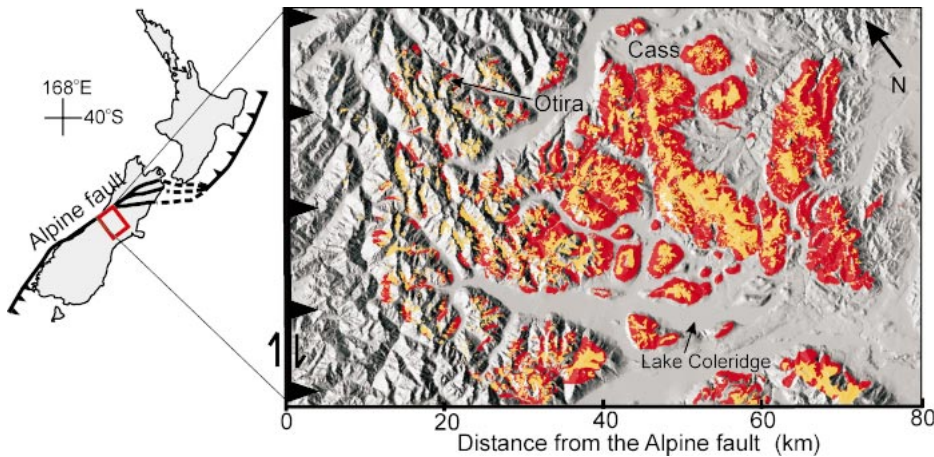 168°E
40°S
Alpine fault
Cass
Otira
N
Lake Coleridge
0 20 40 60 80
Distance from the Alpine fault (km)